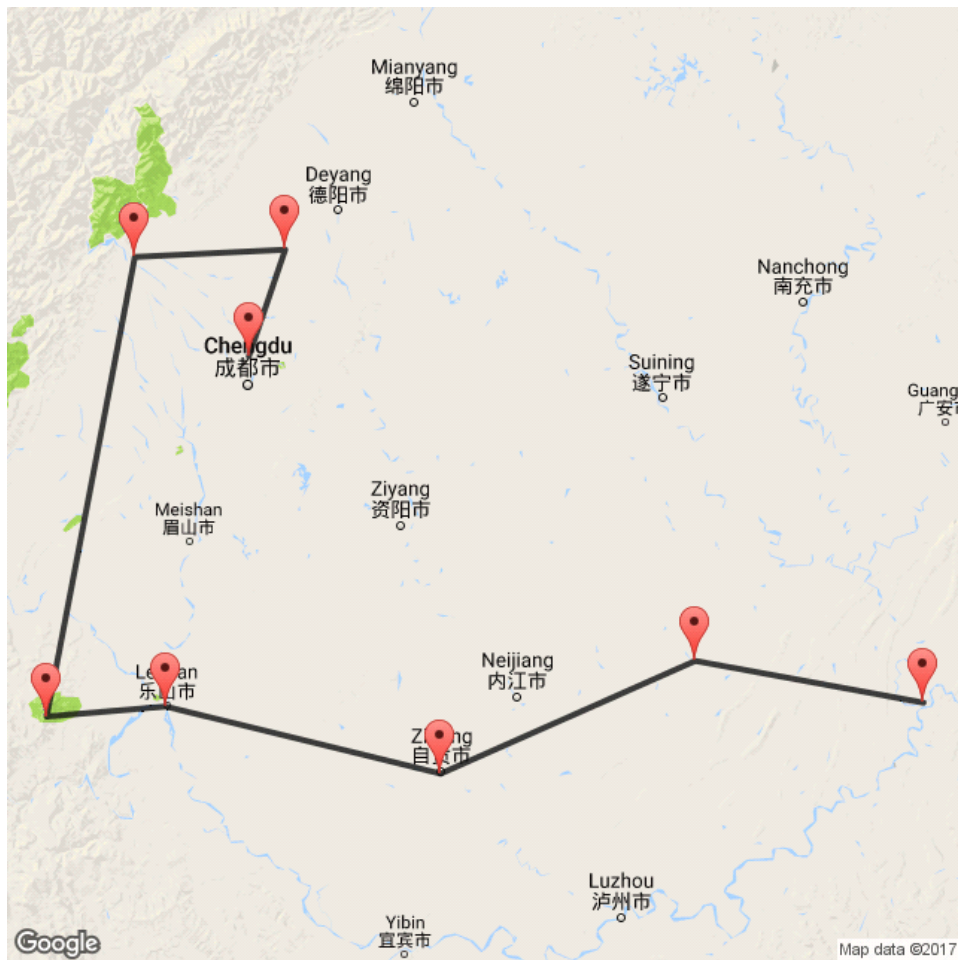 Mianyang
绵阳市
Deyang
德阳市
Nanchong
南充市
Chengdu
成都市
Suining
遂宁市
Guang
广安
Ziyang
资阳市
Meishan
眉山市
Neijiang
内江市
乐山市
自贡市
Luzhou
泸州市
Yibin
宜宾市
Google
Map data ©2017